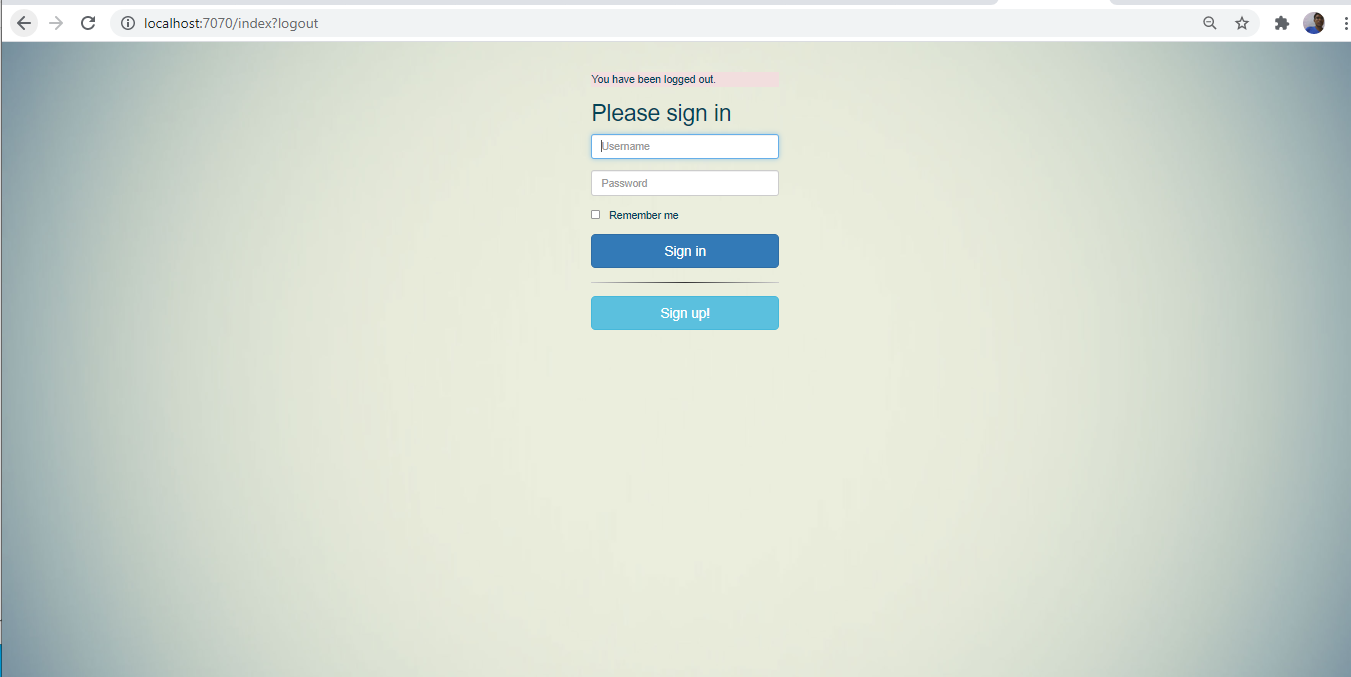 localhost:7070/index?logout
You have been logged out.
Please sign in
Username
Password
Remember me
Sign in
Sign up!